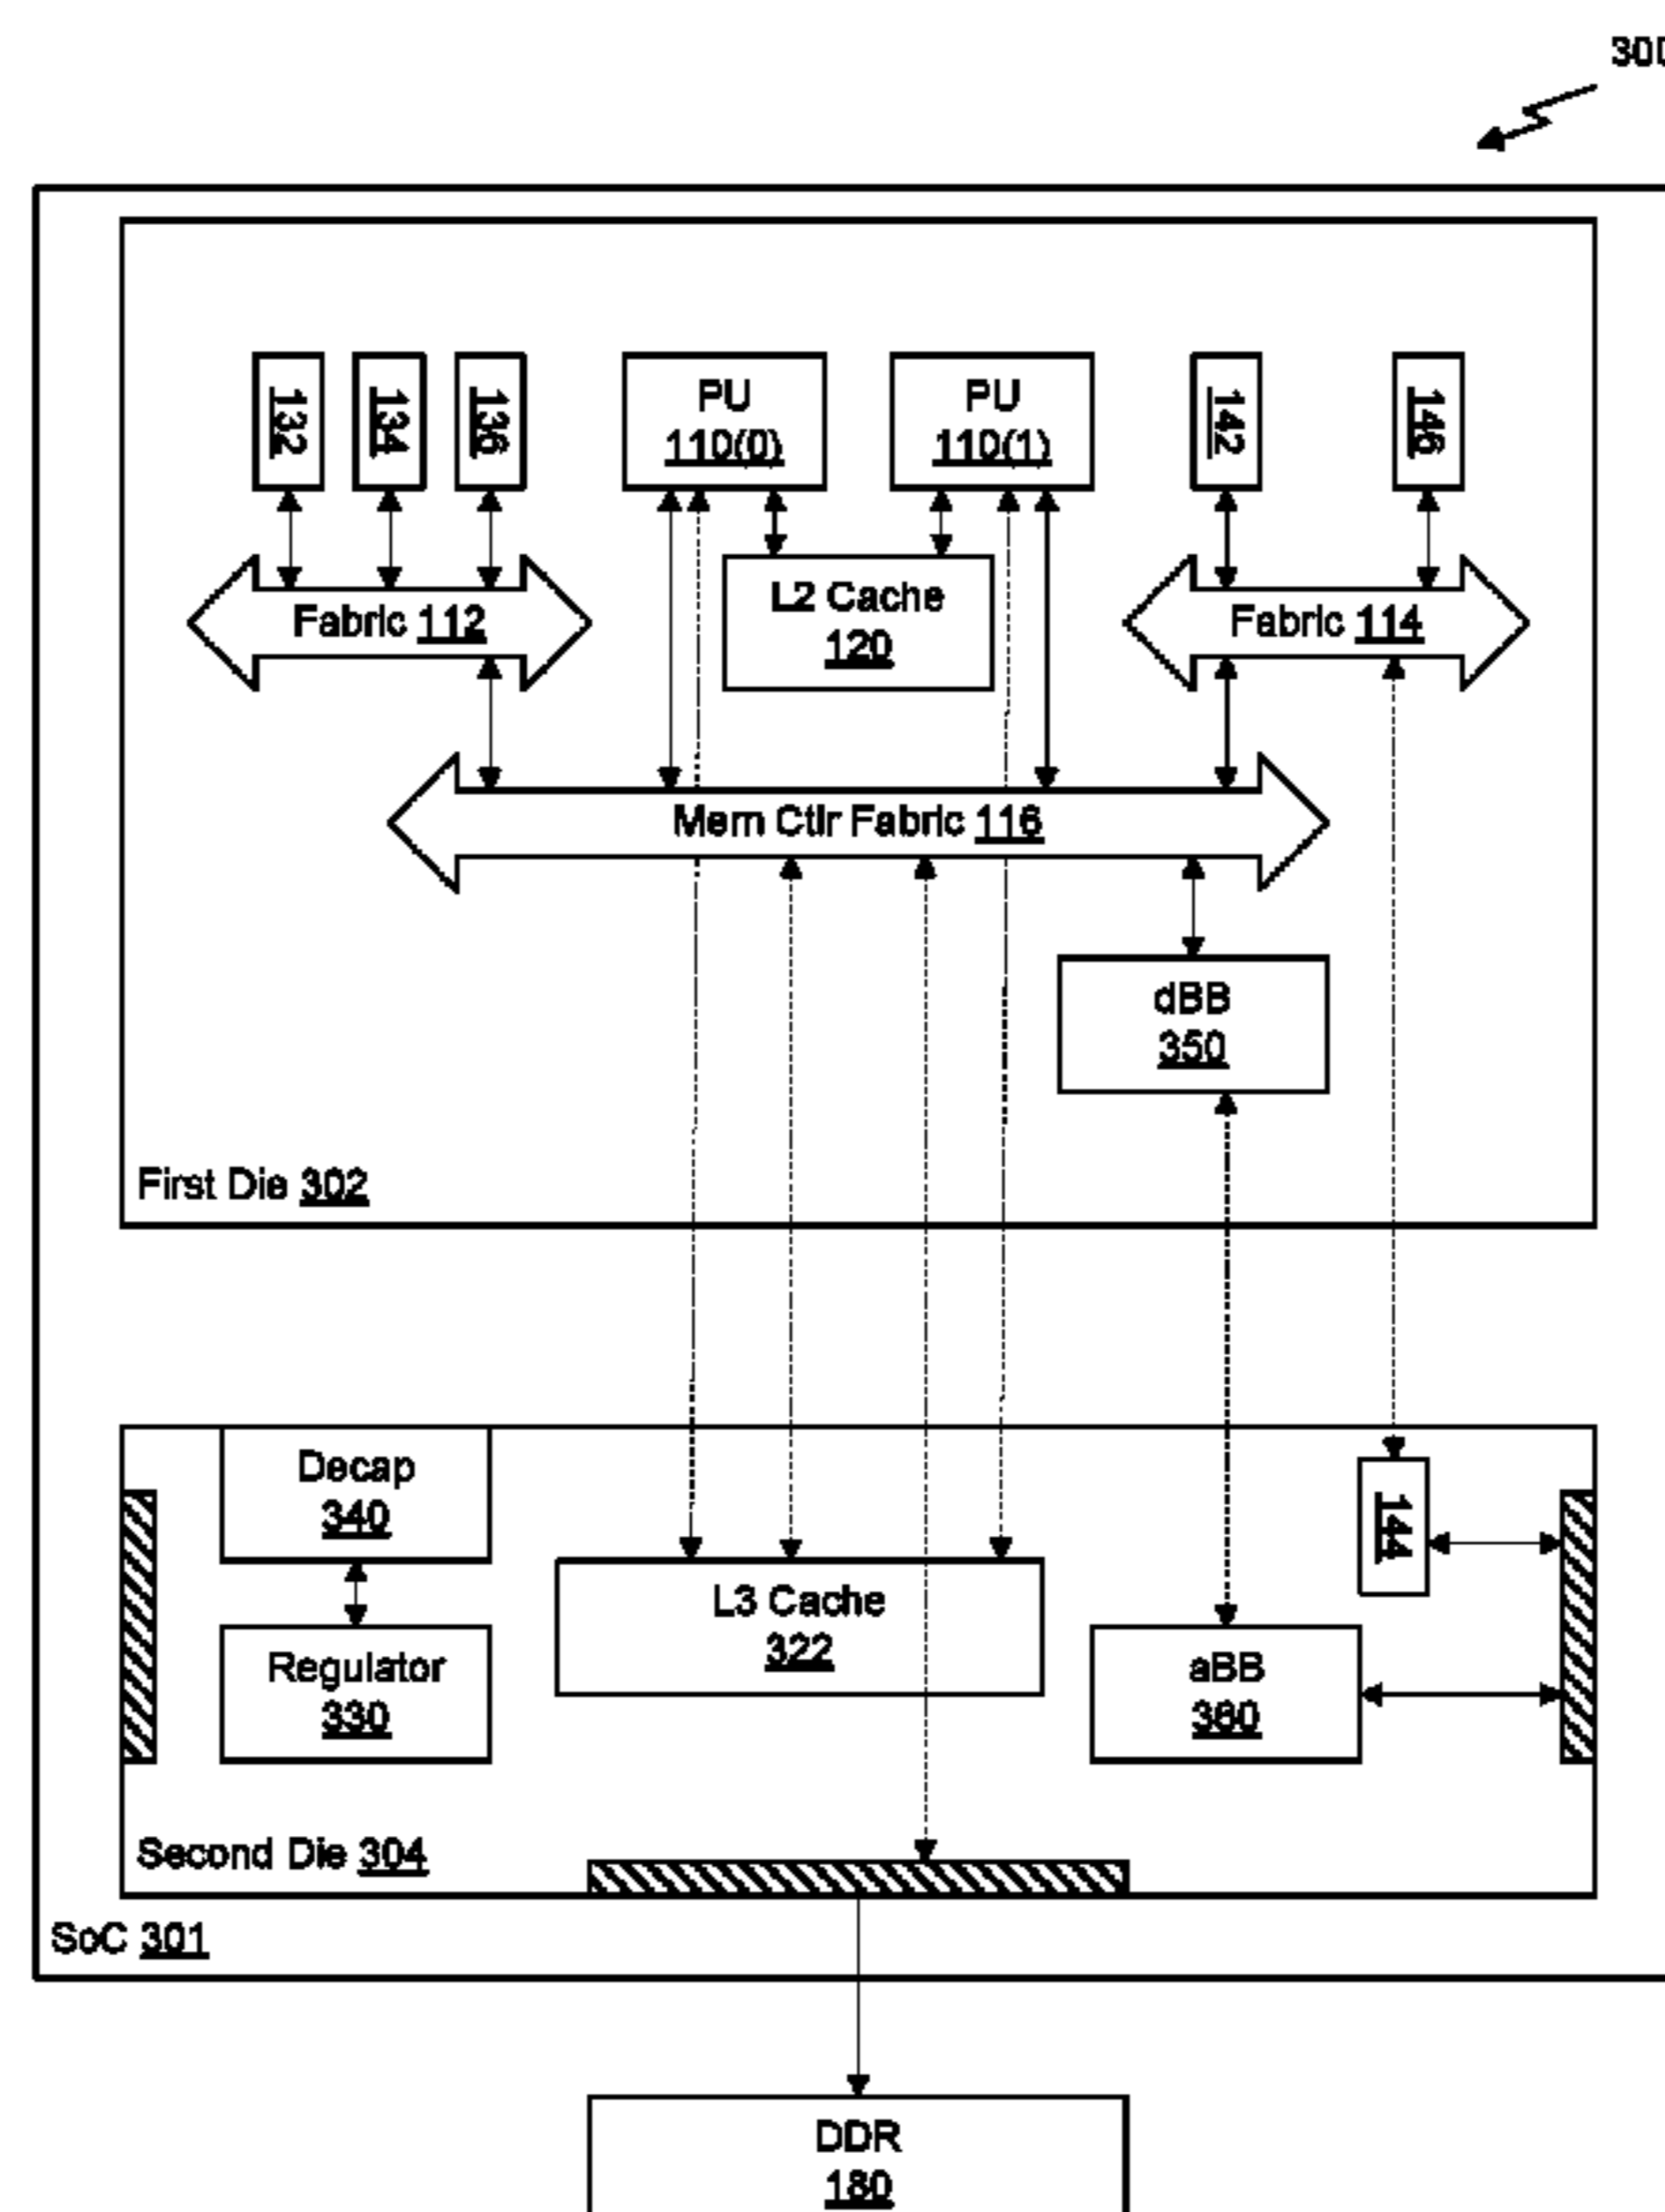 300
132
134
136
PU
110(0)
PU
110(1)
142
146
L2 Cache
120
Fabric 112
Fabric 114
Mem Ctlr Fabric 116
dBB
350
First Die 302
Decap
340
144
L3 Cache
322
Regulator
330
aBB
360
Second Die 304
SoC 301
DDR
180